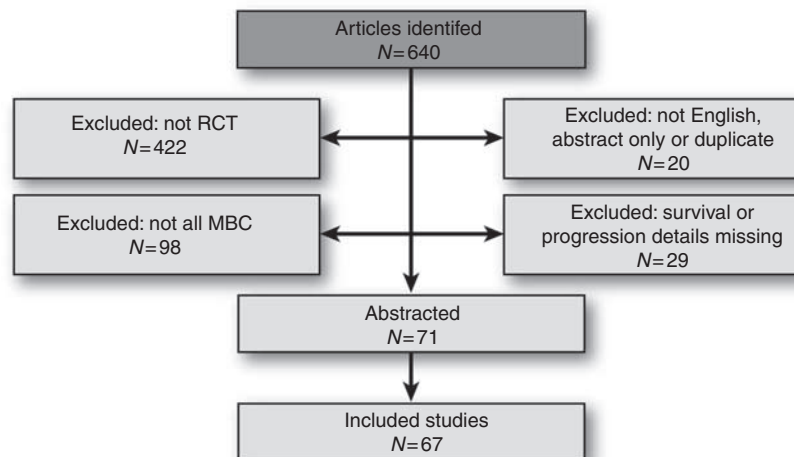 Articles identifed
N=640
Excluded: not RCT
N=422
Excluded: not English,
abstract only or duplicate
N=20
Excluded: not all MBC
N=98
Excluded: survival or
progression details missing
N=29
Abstracted
N=71
Included studies
N=67